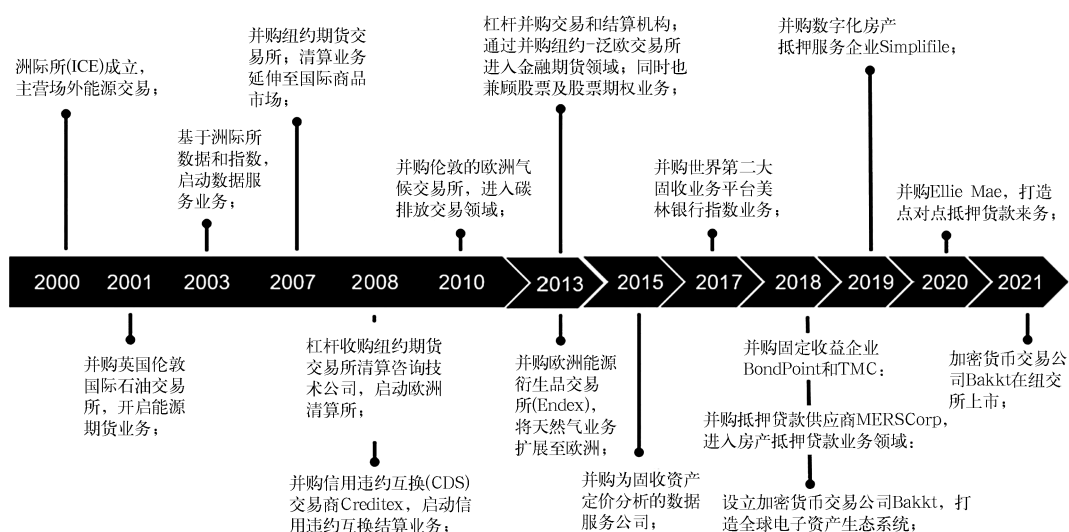 洲际所(ICE)成立，
主营场外能源交易；
基于洲际所
数据和指数，
启动数据服
务业务；
并购纽约期货交
易所；清算业务
延伸至国际商品
市场；
并购伦敦的欧洲气
候交易所，进入碳
排放交易领域；
杠杆并购交易和结算机构；
通过并购纽约-泛欧交易所
进入金融期货领域；同时也
兼顾股票及股票期权业务；
并购世界第二大
固收业务平台美
林银行指数业务；
并购数字化房产
抵押服务企业Simplifile；
并购Ellie Mae，打造
点对点抵押贷款来务；
2000 2001 2003 2007 2008 2010 2013 2015 2017 2018 2019 2020 2021
并购英国伦敦
国际石油交易
所，开启能源
期货业务；
杠杆收购纽约期货
交易所清算咨询技
术公司，启动欧洲
清算所；
并购信用违约互换(CDS)
交易商Creditex，启动信
用违约互换结算业务；
并购欧洲能源
衍生品交易
所(Endex)，
将天然气业务
扩展至欧洲；
并购为固收资产
定价分析的数据
服务公司；
并购固定收益企业
BondPoint和TMC：
并购抵押贷款供应商MERSCorp，
进入房产抵押贷款业务领域：
设立加密货币交易公司Bakkt，打
造全球电子资产生态系统；
加密货币交易公
司Bakkt在纽交
所上市；